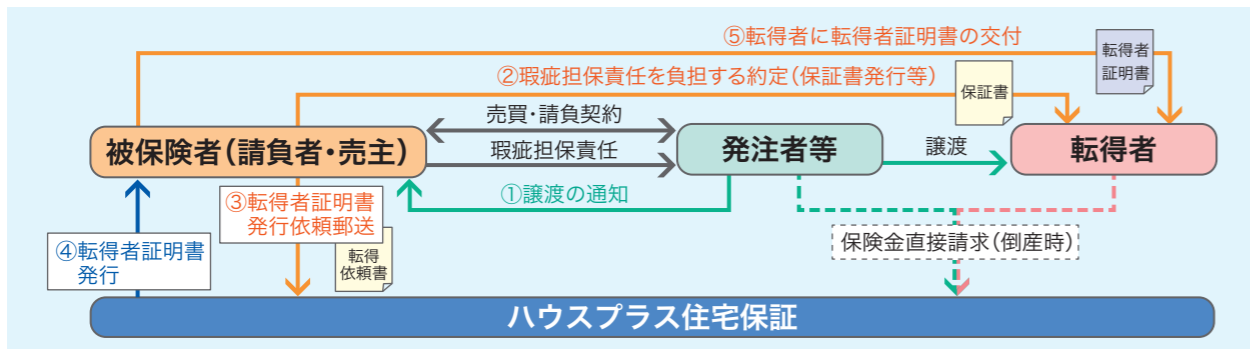 ⑤転得者に転得者証明書の交付
転得者
証明書
②瑕疵担保責任を負担する約定(保証書発行等)
保証書
売買・請負契約
被保険者(請負者・売主)
発注者等
譲渡
転得者
瑕疵担保責任
①譲渡の通知
③転得者証明書
発行依頼郵送
転得
依頼書
④転得者証明書
発行
保険金直接請求(倒産時)
ハウスプラス住宅保証